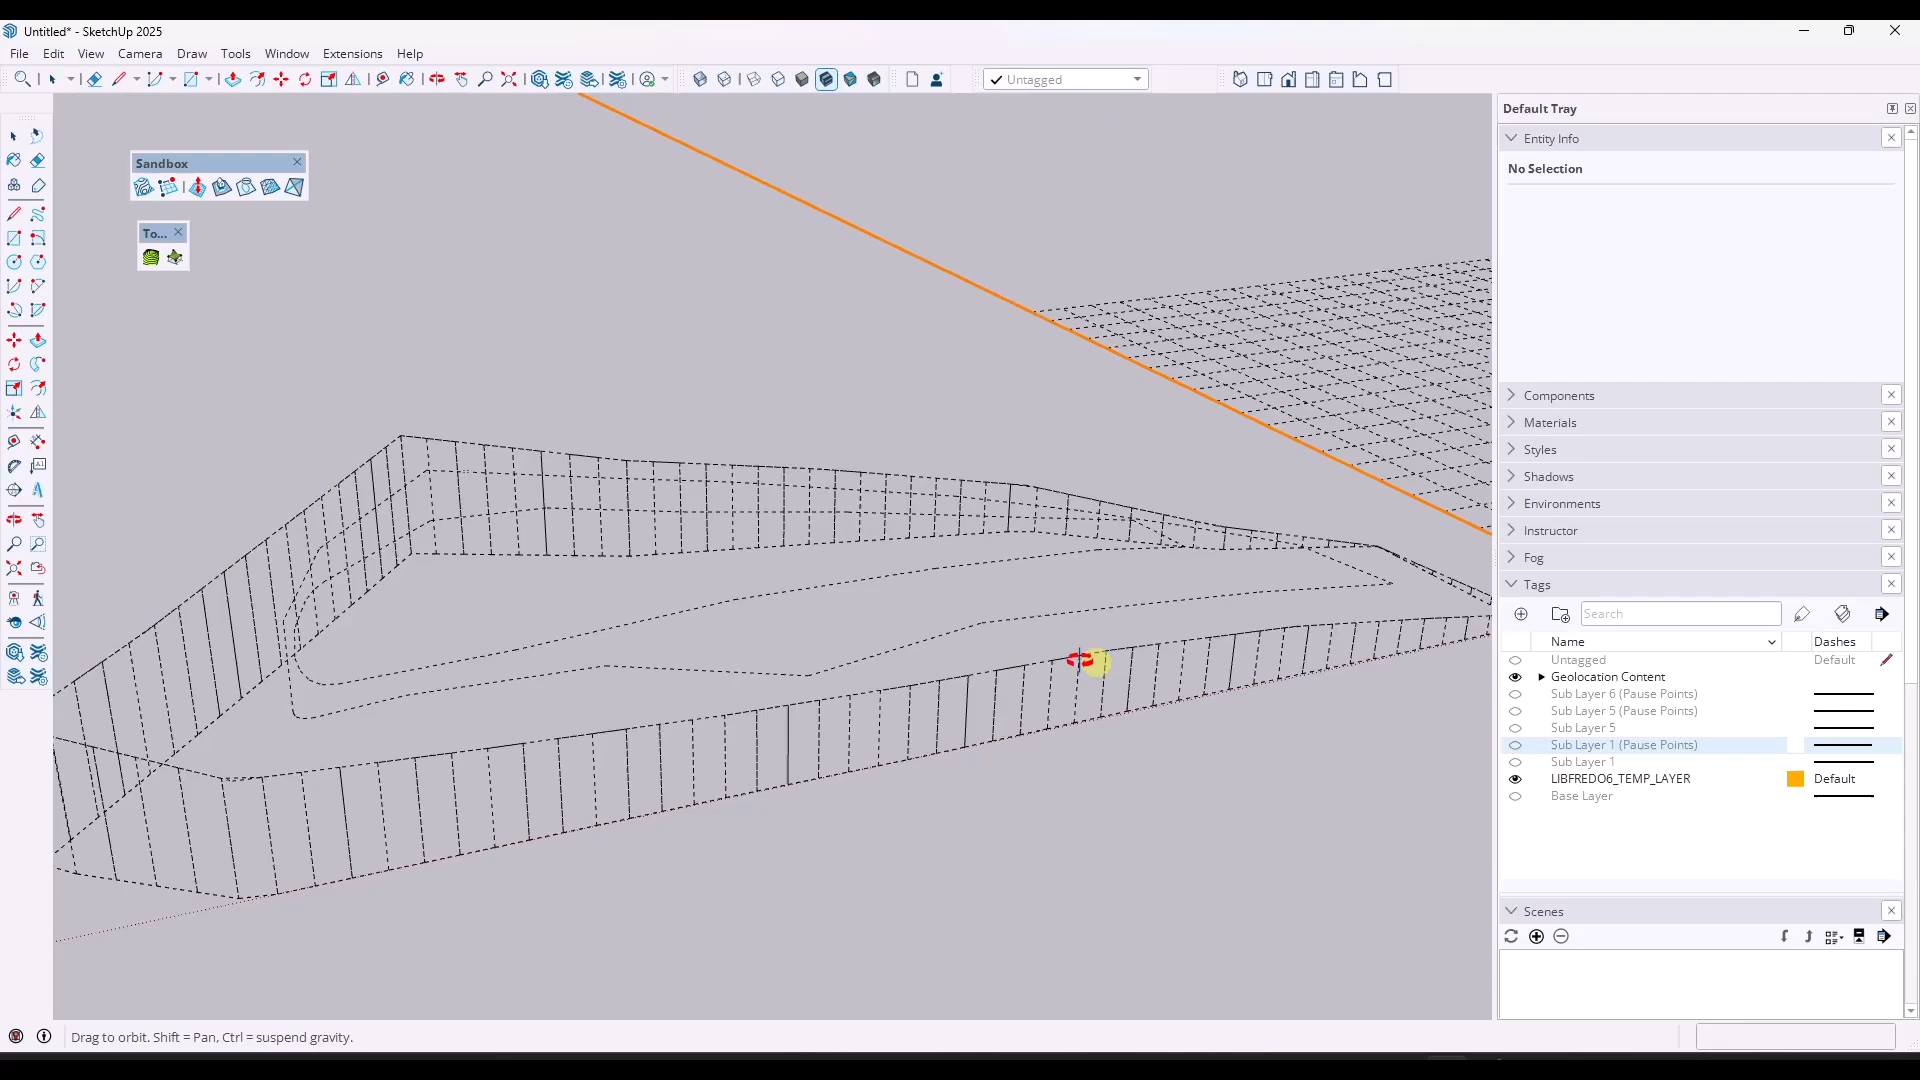 Untitled* - SketchUp 2025
File Edit View Camera Draw Tools Window Extensions Help
Untagged
Default Tray
Entity Info
No Selection
Sandbox
To...
Components
Materials
Styles
Shadows
Environments
Instructor
Fog
Tags
Search
Name Dashes
Untagged Default
Geolocation Content
Sub Layer 6 (Pause Points)
Sub Layer 5 (Pause Points)
Sub Layer 5
Sub Layer 1 (Pause Points)
Sub Layer 1
LIBFREDO6_TEMP_LAYER Default
Base Layer
Scenes
Drag to orbit. Shift = Pan, Ctrl = suspend gravity.